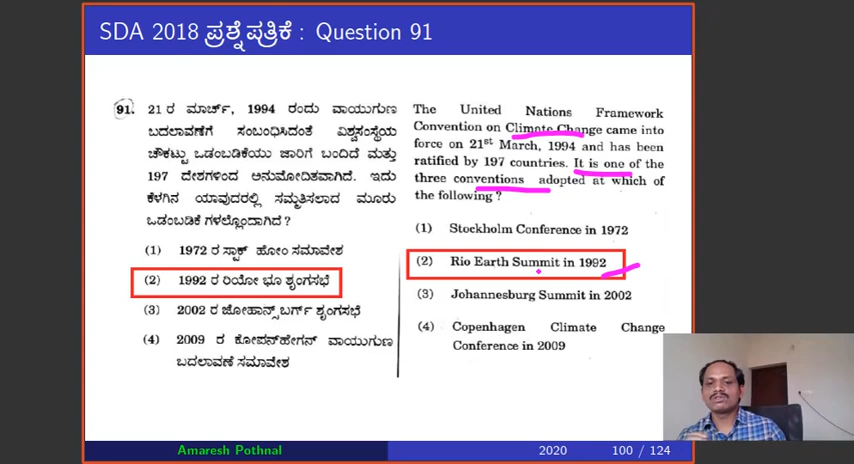 SDA 2018 ಪ್ರಶ್ನೆಪತ್ರಿಕೆ : Question 91
91. 21 ರ ಮಾರ್ಚ್, 1994 ರಂದು ವಾಯುಗುಣ
ಬದಲಾವಣೆಗೆ ಸಂಬಂಧಿಸಿದಂತೆ ವಿಶ್ವಸಂಸ್ಥೆಯ
ಚೌಕಟ್ಟು ಒಡಂಬಡಿಕೆಯು ಜಾರಿಗೆ ಬಂದಿದೆ ಮತ್ತು
197 ದೇಶಗಳಿಂದ ಅನುಮೋದಿತವಾಗಿದೆ. ಇದು
ಕೆಳಗಿನ ಯಾವುದರಲ್ಲಿ ಸಮ್ಮತಿಸಲಾದ ಮೂರು
ಒಡಂಬಡಿಕೆ ಗಳಲ್ಲೊಂದಾಗಿದೆ ?
(1) 1972 ರ ಸ್ಟಾಕ್ ಹೋಂ ಸಮಾವೇಶ
(2) 1992 ರ ರಿಯೋ ಭೂ ಶೃಂಗಸಭೆ
(3) 2002 ರ ಜೋಹಾನ್ಸ್‌ಬರ್ಗ್ ಶೃಂಗಸಭೆ
(4) 2009 ರ ಕೋಪನ್‌ಹೇಗನ್ ವಾಯುಗುಣ
ಬದಲಾವಣೆ ಸಮಾವೇಶ
The United Nations Framework
Convention on Climate Change came into
force on 21st March, 1994 and has been
ratified by 197 countries. It is one of the
three conventions adopted at which of
the following ?
(1) Stockholm Conference in 1972
(2) Rio Earth Summit in 1992
(3) Johannesburg Summit in 2002
(4) Copenhagen Climate Change
Conference in 2009
Amaresh Pothnal 2020 100 / 124